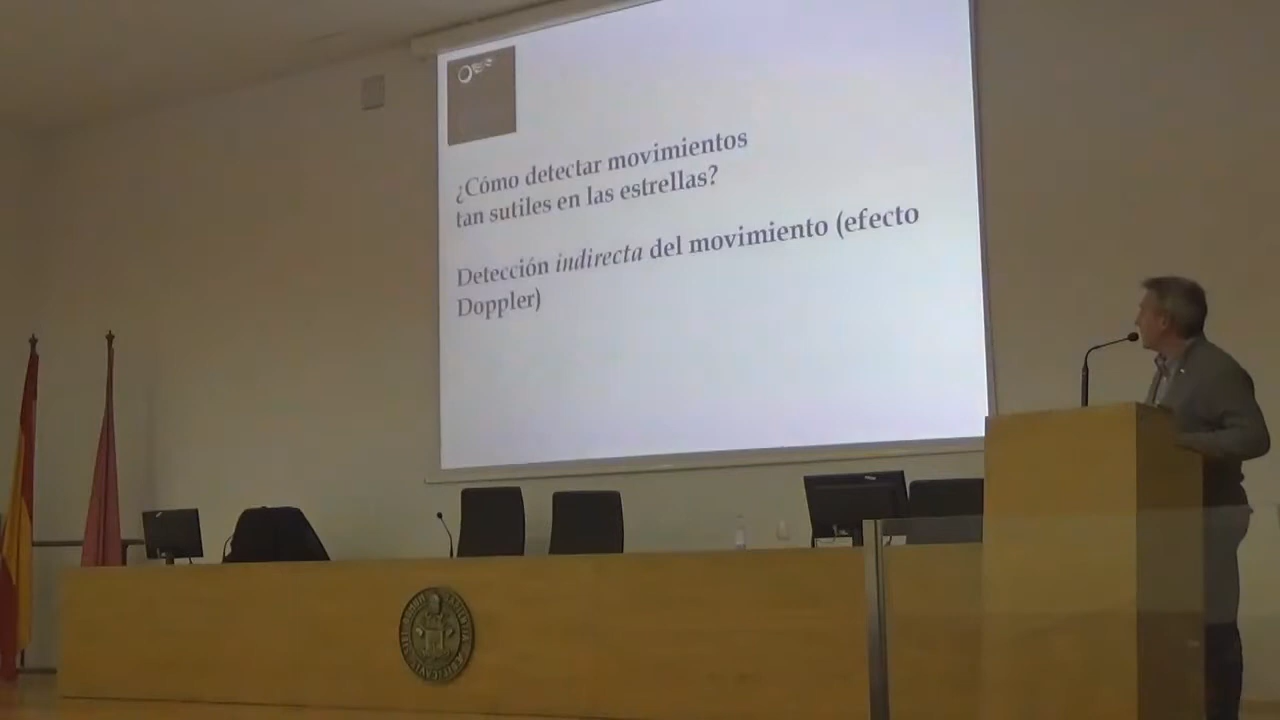 ¿Cómo detectar movimientos
tan sutiles en las estrellas?
Detección indirecta del movimiento (efecto
Doppler)